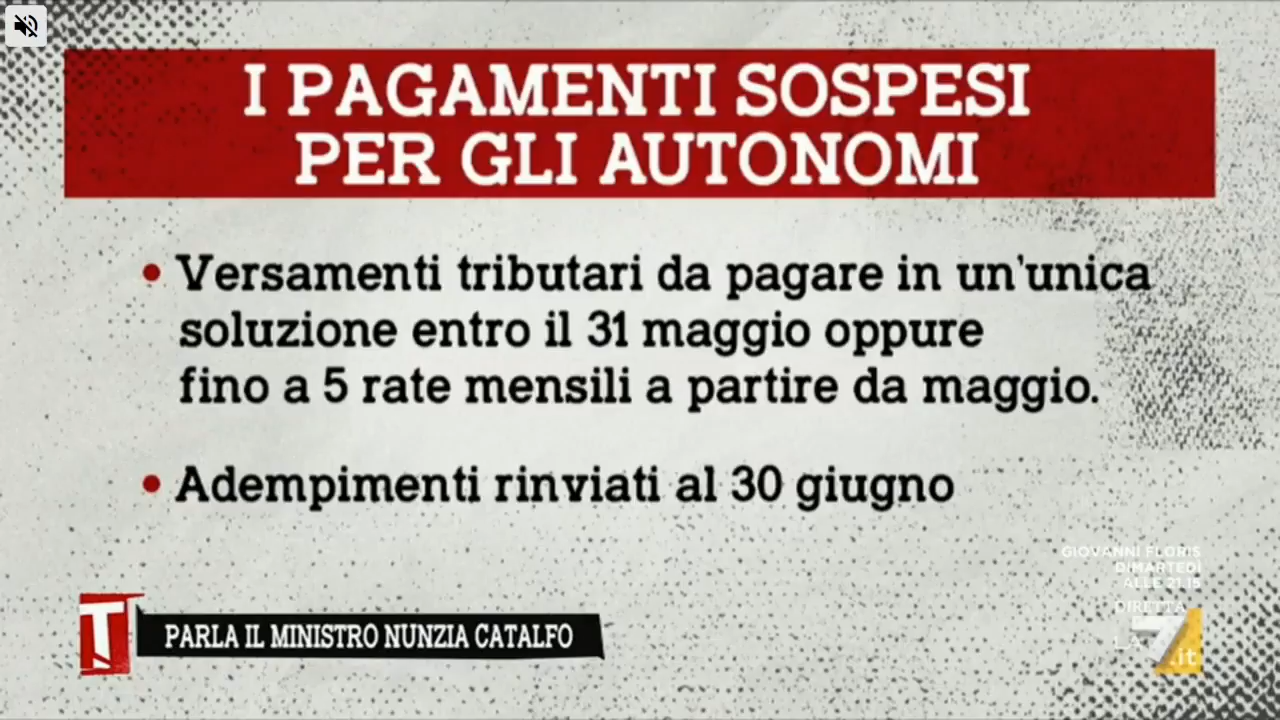 I PAGAMENTI SOSPESI
PER GLI AUTONOMI
• Versamenti tributari da pagare in un'unica
soluzione entro il 31 maggio oppure
fino a 5 rate mensili a partire da maggio.
• Adempimenti rinviati al 30 giugno
GIOVANNI FLORIS
DIMARTEDÌ
ALLE 21.15
DIRETTA
LA7.it
T
PARLA IL MINISTRO NUNZIA CATALFO